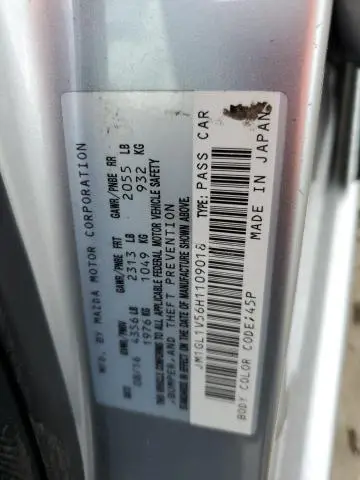 MFD. BY MAZDA MOTOR CORPORATION
DATE GVWR/PNBV GAWR/PNBE FRT GAWR/PNBE RR
08/16 4356 LB 2313 LB 2055 LB
1976 KG 1049 KG 932 KG
THIS VEHICLE CONFORMS TO ALL APPLICABLE FEDERAL MOTOR VEHICLE SAFETY
,BUMPER,AND THEFT PREVENTION
STANDARDS IN EFFECT ON THE DATE OF MANUFACTURE SHOWN ABOVE.
JM1GL1V56H1109018 TYPE: PASS CAR
BODY COLOR CODE:45P MADE IN JAPAN